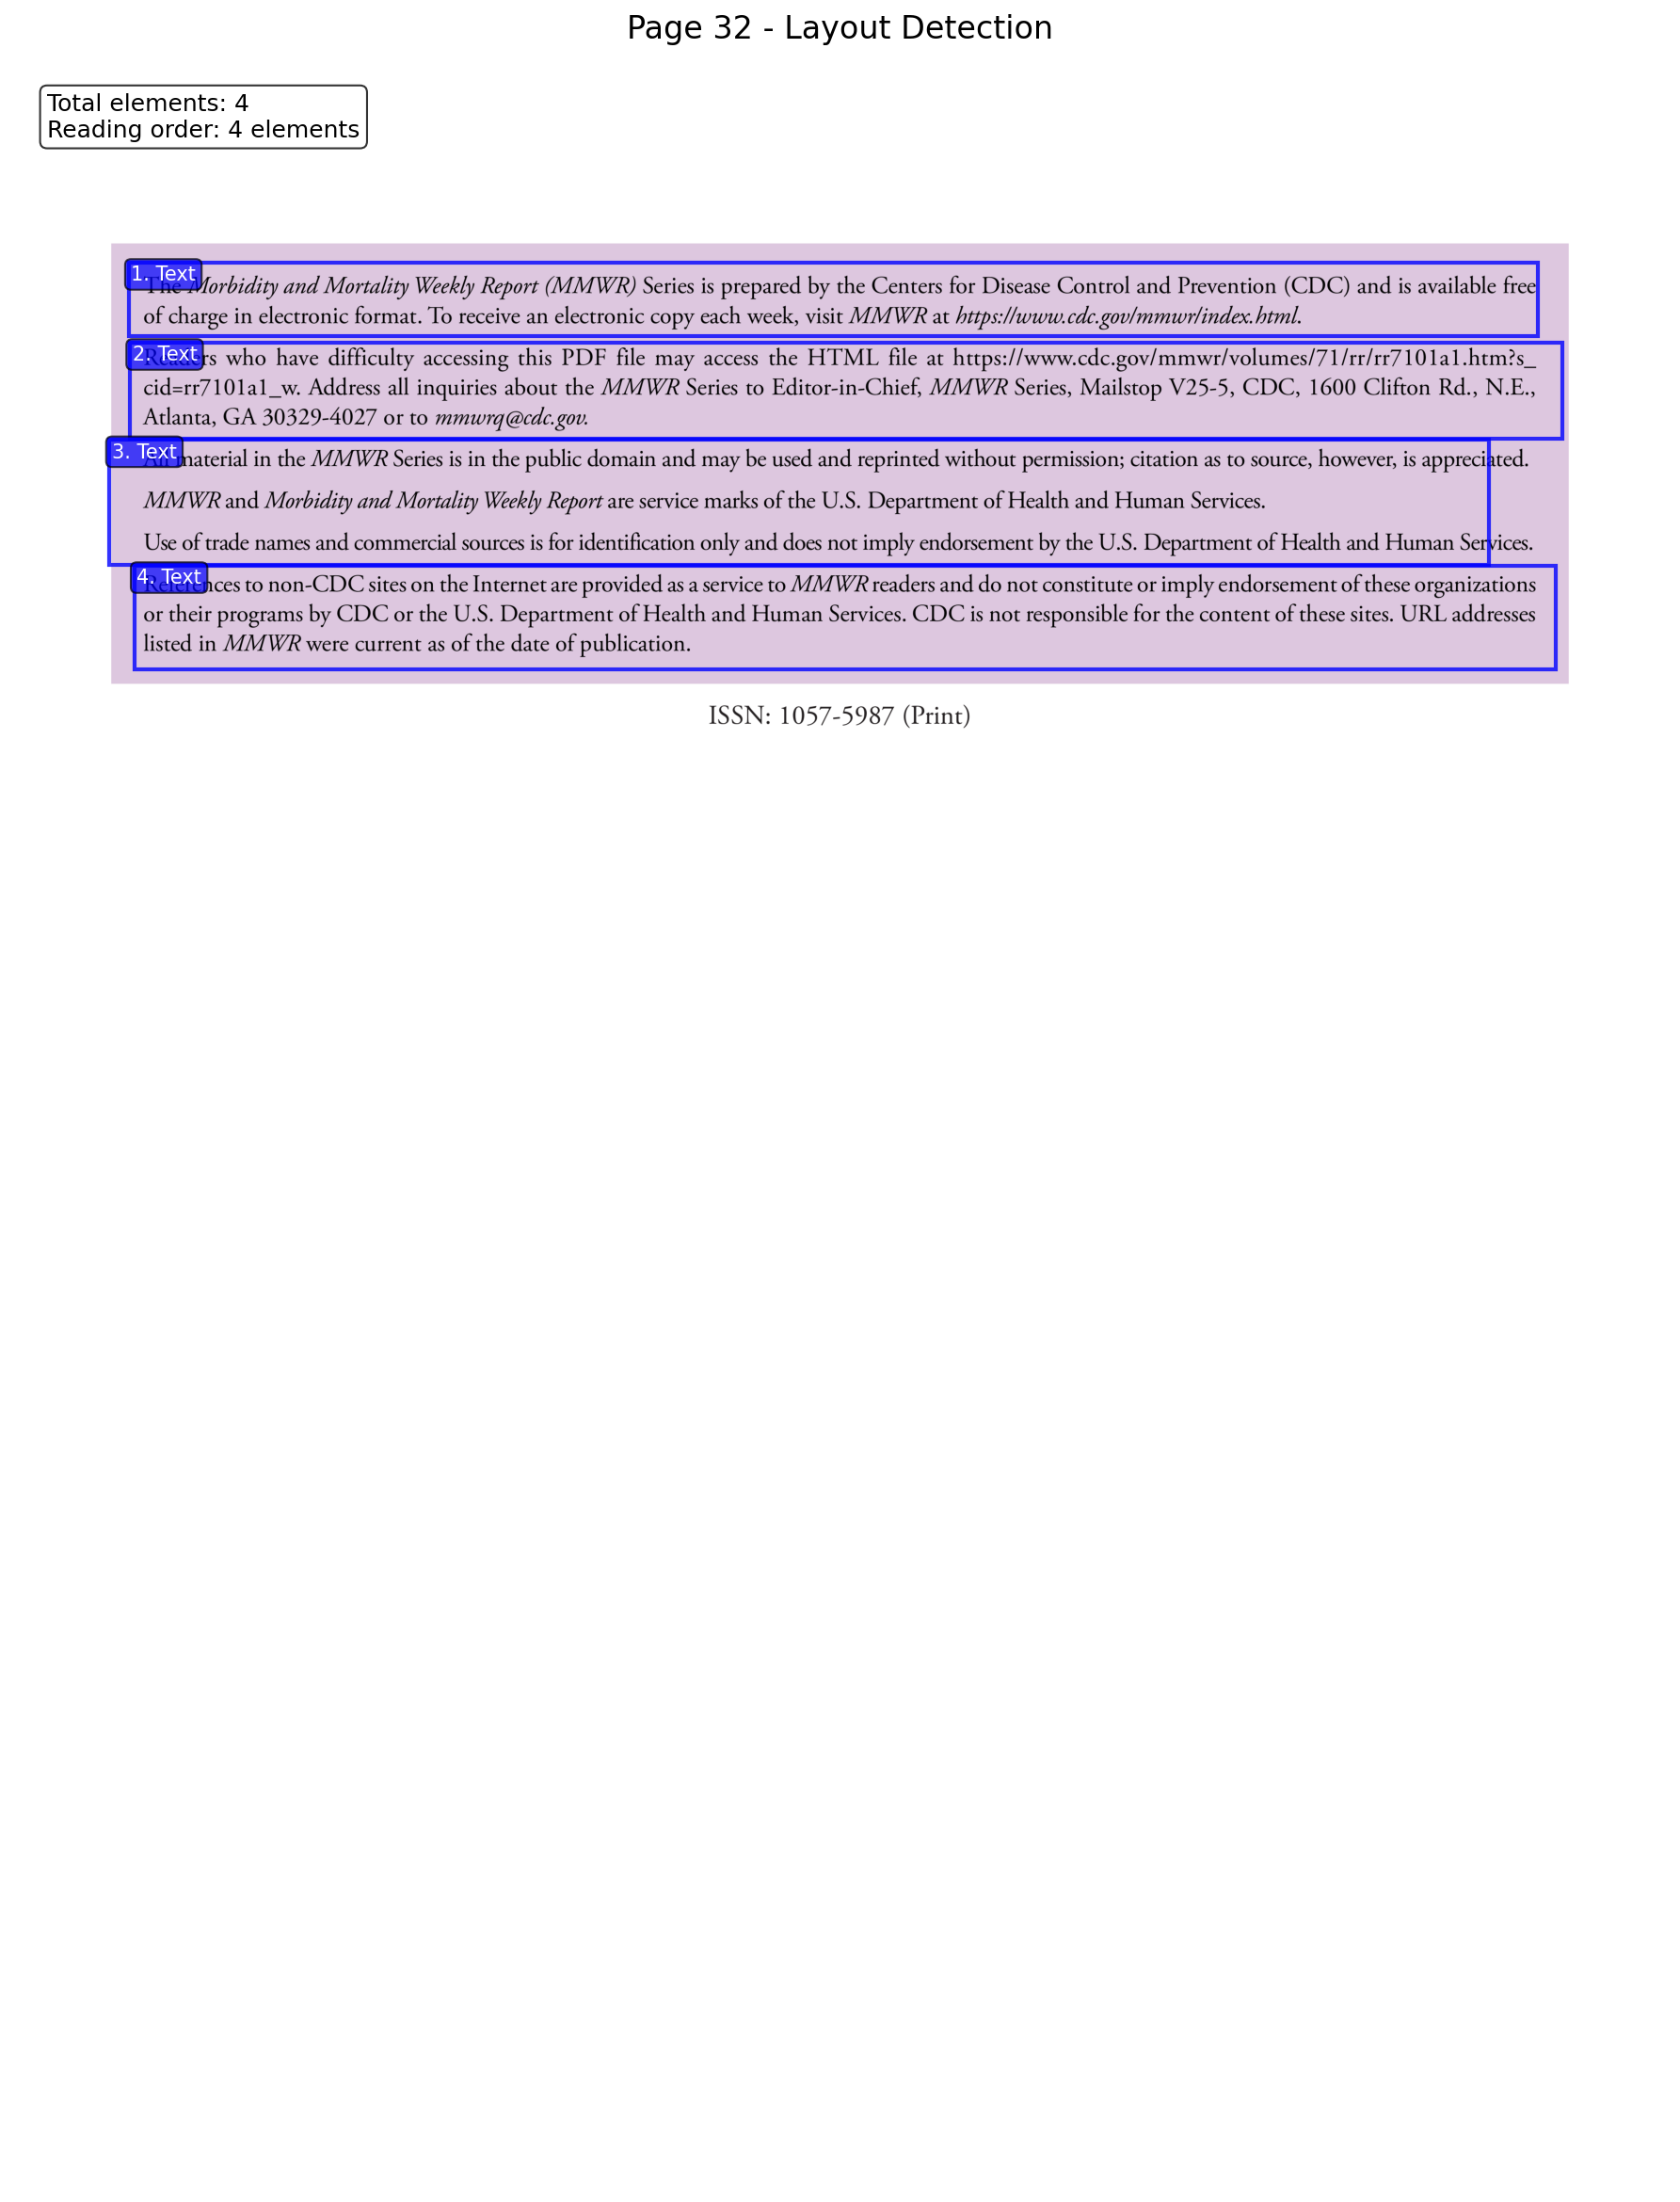 Page 32 - Layout Detection
Total elements: 4
Reading order: 4 elements
1. Text
The Morbidity and Mortality Weekly Report (MMWR) Series is prepared by the Centers for Disease Control and Prevention (CDC) and is available free
of charge in electronic format. To receive an electronic copy each week, visit MMWR at https://www.cdc.gov/mmwr/index.html.
2. Text
Readers who have difficulty accessing this PDF file may access the HTML file at https://www.cdc.gov/mmwr/volumes/71/rr/rr7101a1.htm?s_
cid=rr7101a1_w. Address all inquiries about the MMWR Series to Editor-in-Chief, MMWR Series, Mailstop V25-5, CDC, 1600 Clifton Rd., N.E.,
Atlanta, GA 30329-4027 or to mmwrq@cdc.gov.
3. Text
All material in the MMWR Series is in the public domain and may be used and reprinted without permission; citation as to source, however, is appreciated.
MMWR and Morbidity and Mortality Weekly Report are service marks of the U.S. Department of Health and Human Services.
Use of trade names and commercial sources is for identification only and does not imply endorsement by the U.S. Department of Health and Human Services.
4. Text
References to non-CDC sites on the Internet are provided as a service to MMWR readers and do not constitute or imply endorsement of these organizations
or their programs by CDC or the U.S. Department of Health and Human Services. CDC is not responsible for the content of these sites. URL addresses
listed in MMWR were current as of the date of publication.
ISSN: 1057-5987 (Print)